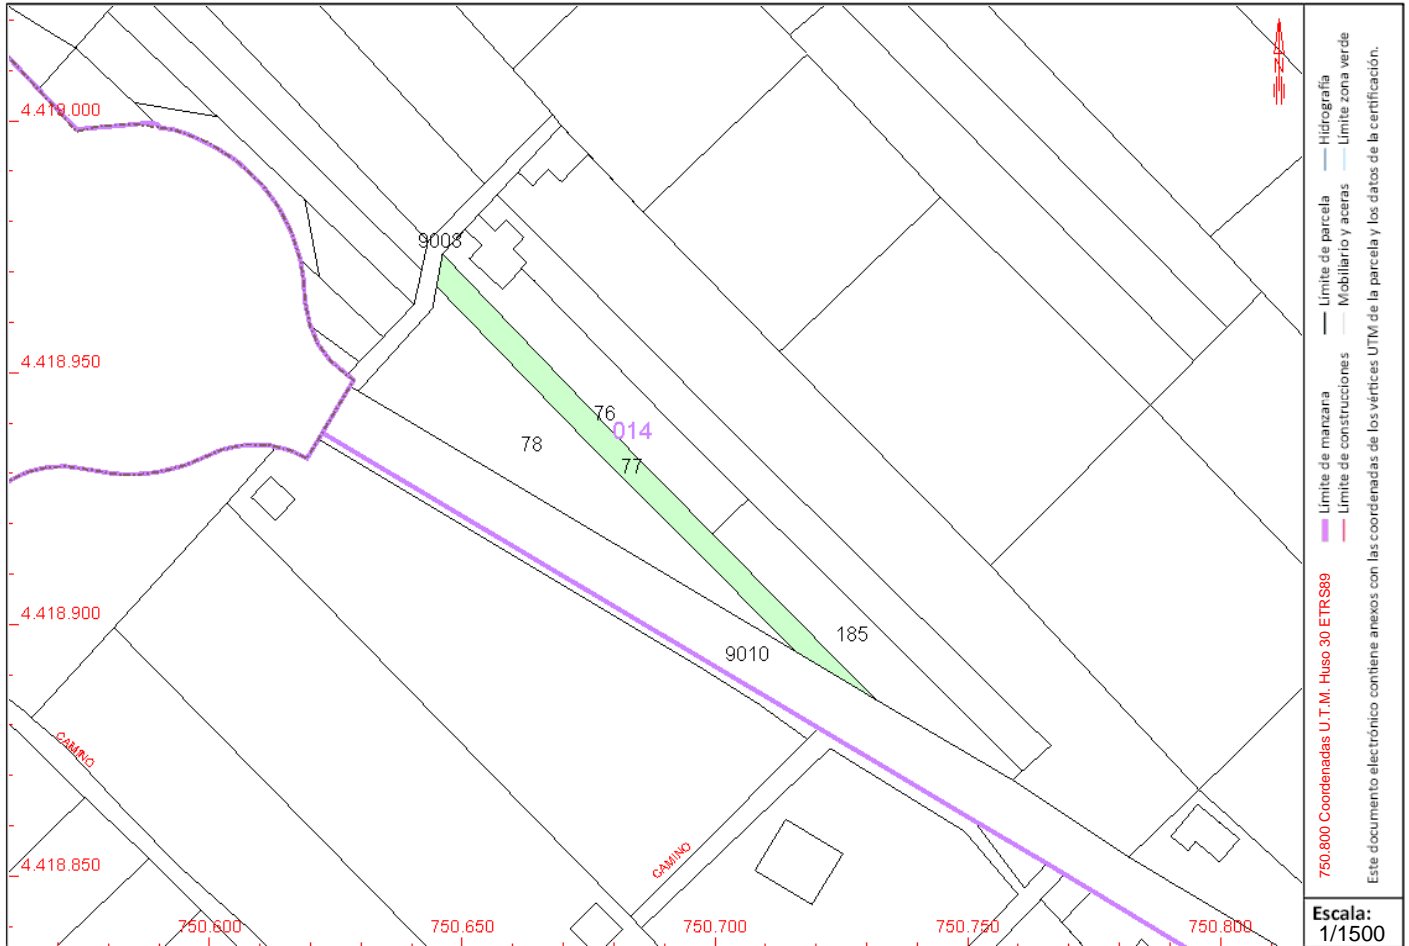 4.419.000
9008
4.418.950
76
014
78
77
4.418.900
185
9010
CAMINO
CAMINO
4.418.850
750.600
750.650
750.700
750.750
750.800
750.800 Coordenadas U.T.M. Huso 30 ETRS89
Límite de manzana
Límite de parcela
Hidrografía
Límite de construcciones
Mobiliario y aceras
Límite zona verde
Este documento electrónico contiene anexos con las coordenadas de los vértices UTM de la parcela y los datos de la certificación.
Escala:
1/1500